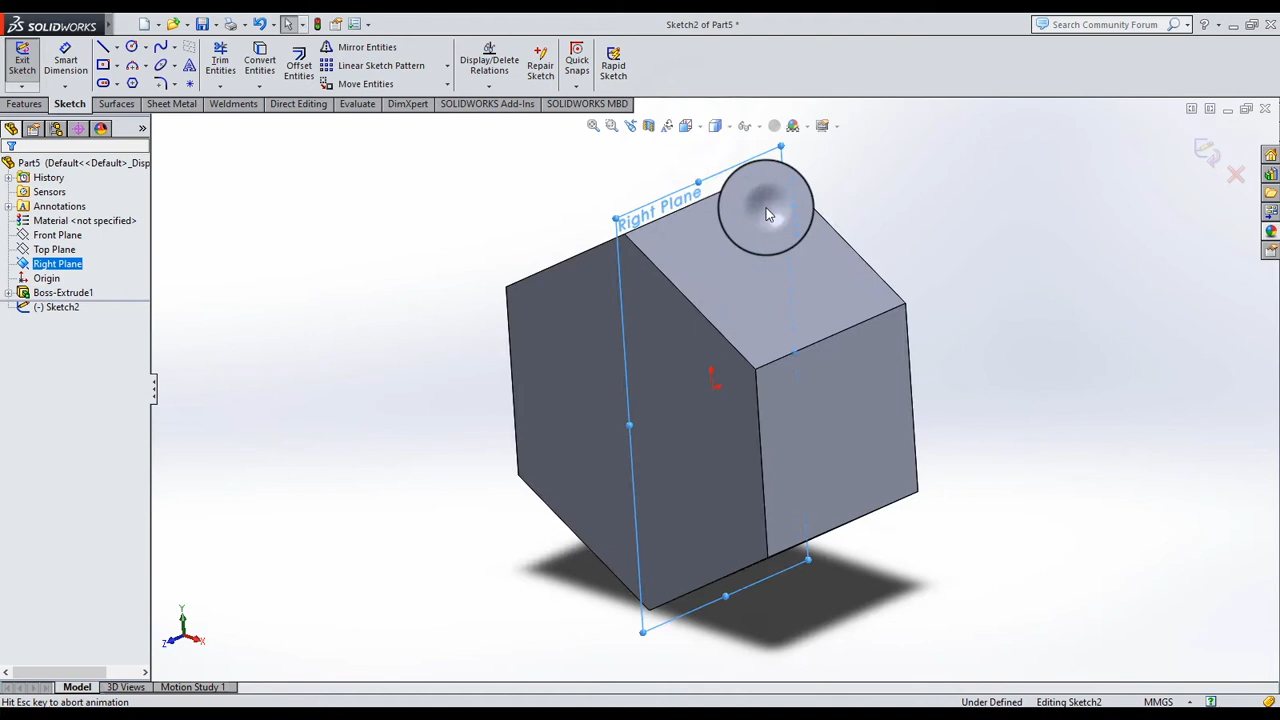 SOLIDWORKS
Sketch2 of Part5 *
Search Community Forum
Exit Sketch
Smart Dimension
Trim Entities
Convert Entities
Offset Entities
Mirror Entities
Linear Sketch Pattern
Move Entities
Display/Delete Relations
Repair Sketch
Quick Snaps
Rapid Sketch
Features
Sketch
Surfaces
Sheet Metal
Weldments
Direct Editing
Evaluate
DimXpert
SOLIDWORKS Add-Ins
SOLIDWORKS MBD
Part5 (Default<<Default>_Disp
History
Sensors
Annotations
Material <not specified>
Front Plane
Top Plane
Right Plane
Origin
Boss-Extrude1
(-) Sketch2
Right Plane
Y
Z
X
Model
3D Views
Motion Study 1
Hit Esc key to abort animation
Under Defined
Editing Sketch2
MMGS